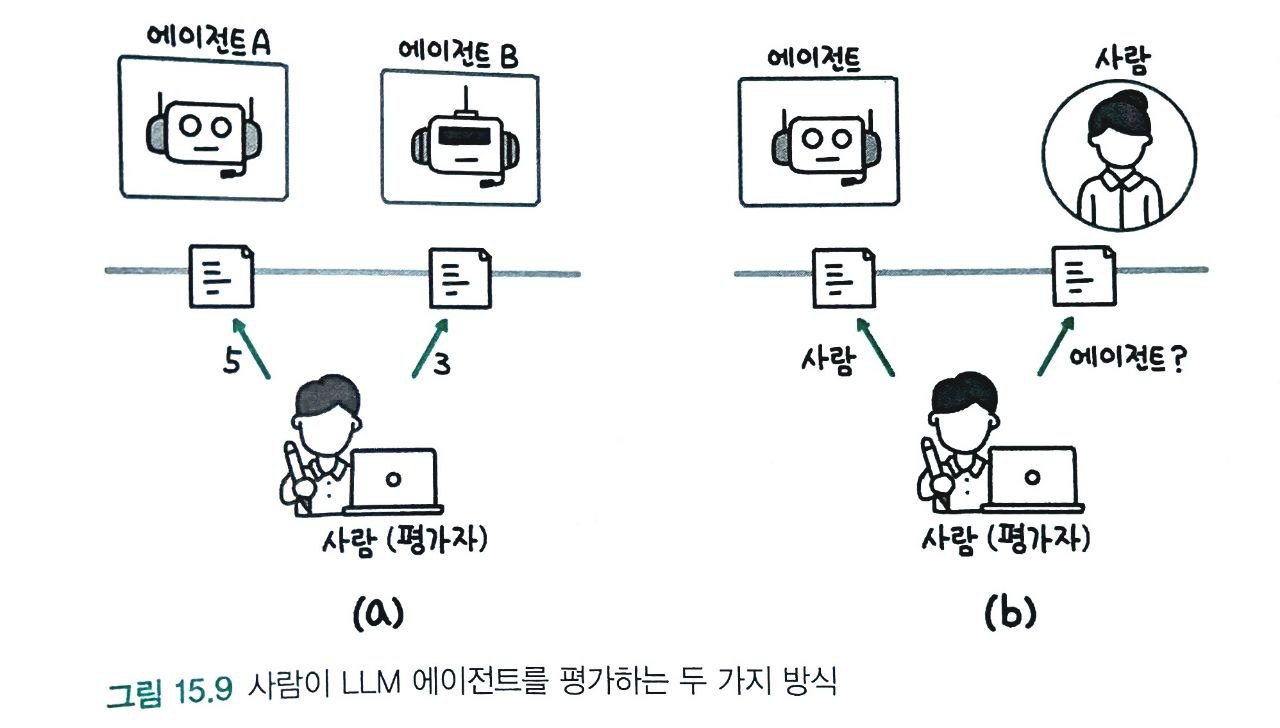 에이전트 A
에이전트 B
5
3
사람 (평가자)
(a)
에이전트
사람
사람
에이전트?
사람 (평가자)
(b)
그림 15.9 사람이 LLM 에이전트를 평가하는 두 가지 방식